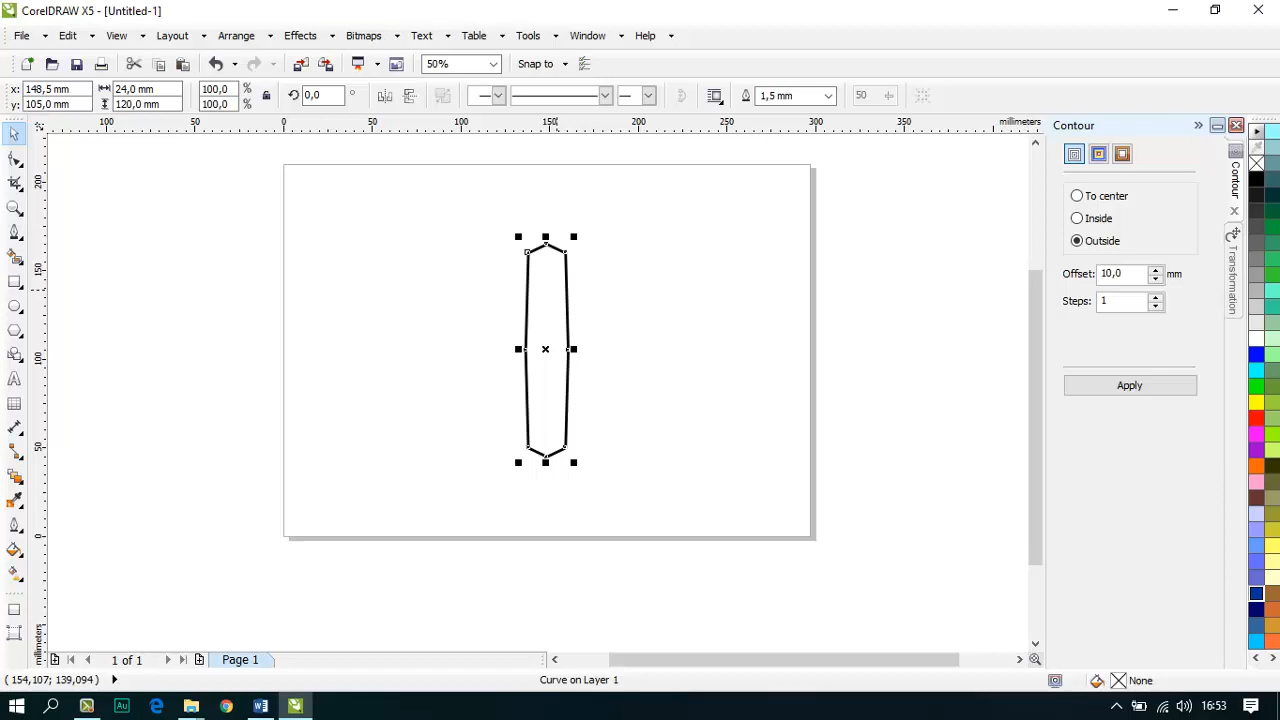 CorelDRAW X5 - [Untitled-1]
File Edit View Layout Arrange Effects Bitmaps Text Table Tools Window Help
50% Snap to
x: 148,5 mm 24,0 mm 100,0 %
y: 105,0 mm 120,0 mm 100,0 %
0,0 ° 1,5 mm 50
100 50 0 50 100 150 200 250 300 350 millimeters
200
150
100
50
0
millimeters
Contour
To center
Inside
Outside
Offset: 10,0 mm
Steps: 1
Apply
Contour
Transformation
1 of 1 Page 1
( 154,107; 139,094 ) Curve on Layer 1 None
Au 16:53